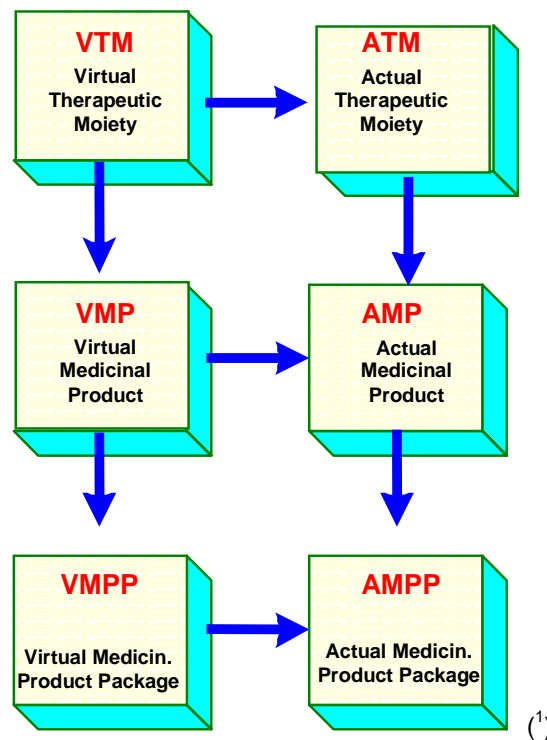 VTM
Virtual
Therapeutic
Moiety
ATM
Actual
Therapeutic
Moiety
VMP
Virtual
Medicinal
Product
AMP
Actual
Medicinal
Product
VMPP
Virtual Medicin.
Product Package
AMPP
Actual Medicin.
Product Package
(¹)